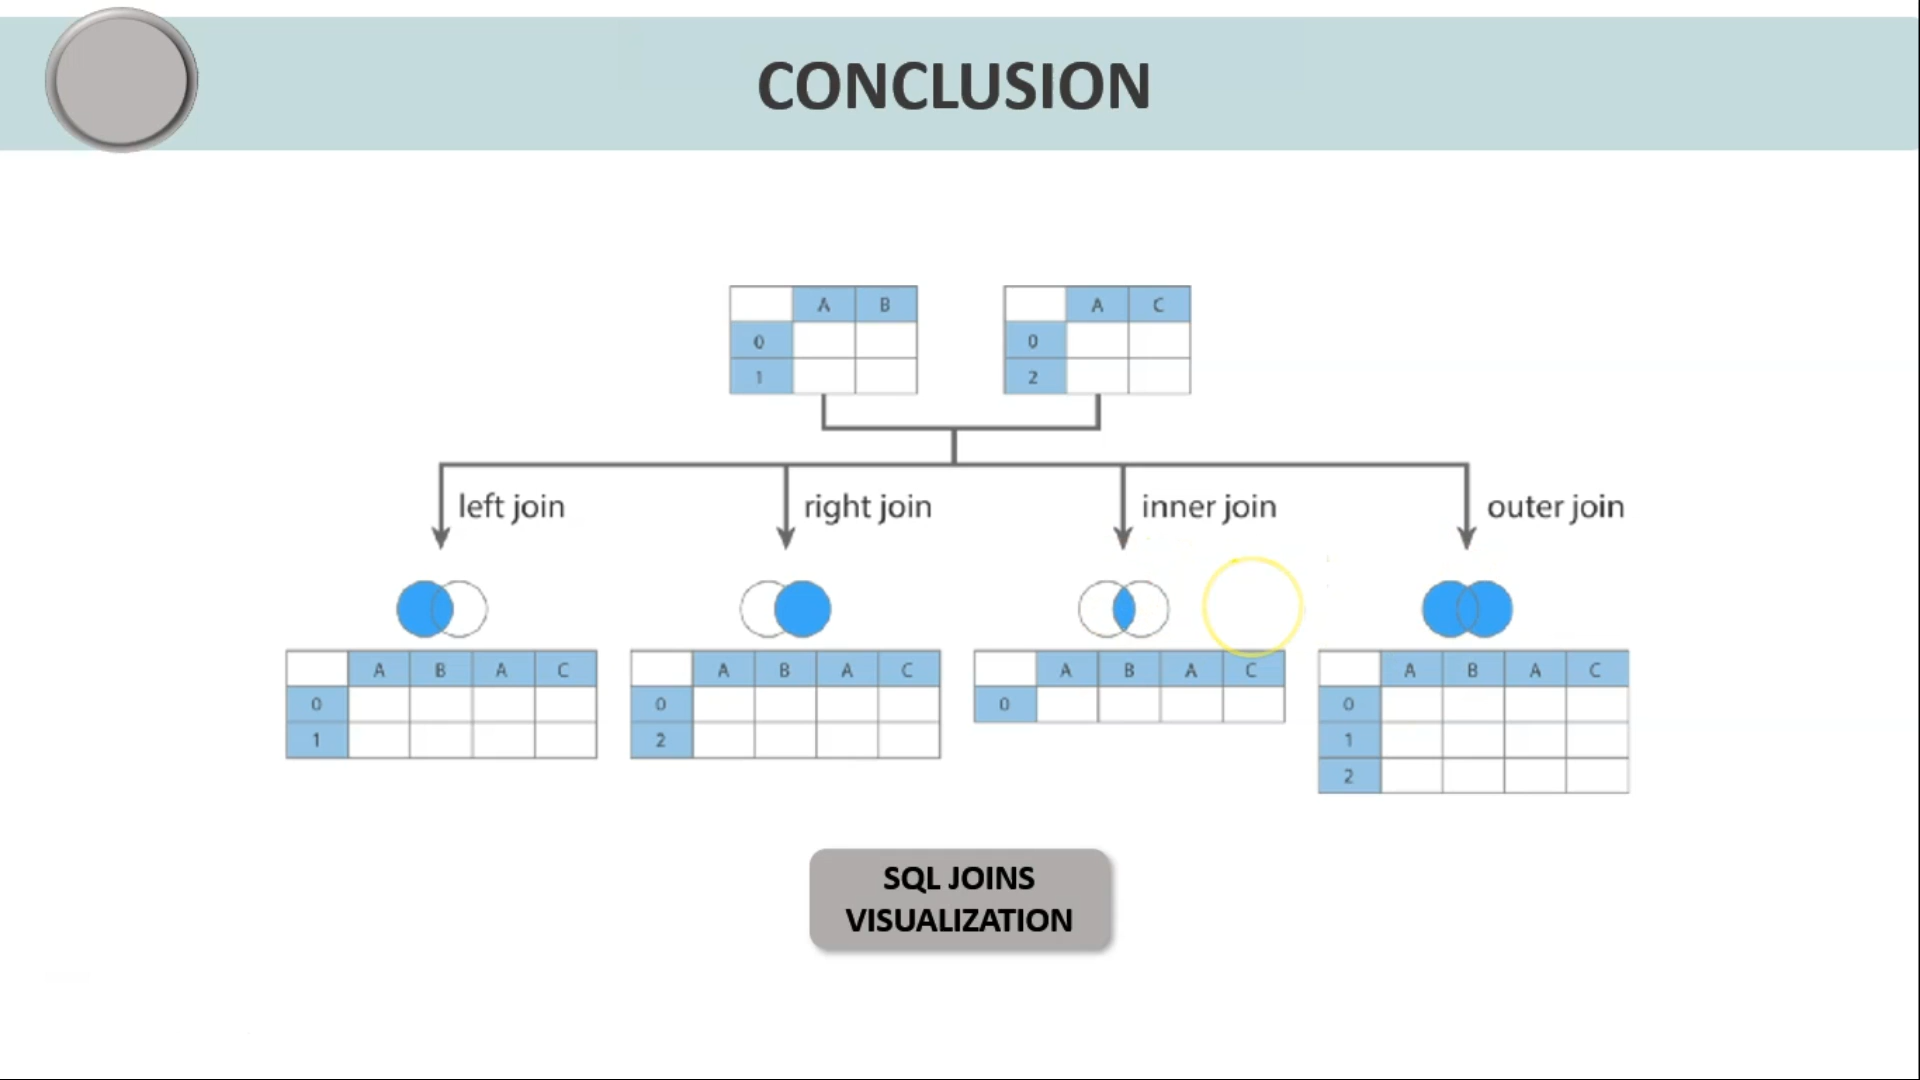 CONCLUSION
A B
0
1
A C
0
2
left join
right join
inner join
outer join
A B A C
0
1
A B A C
0
2
A B A C
0
A B A C
0
1
2
SQL JOINS
VISUALIZATION